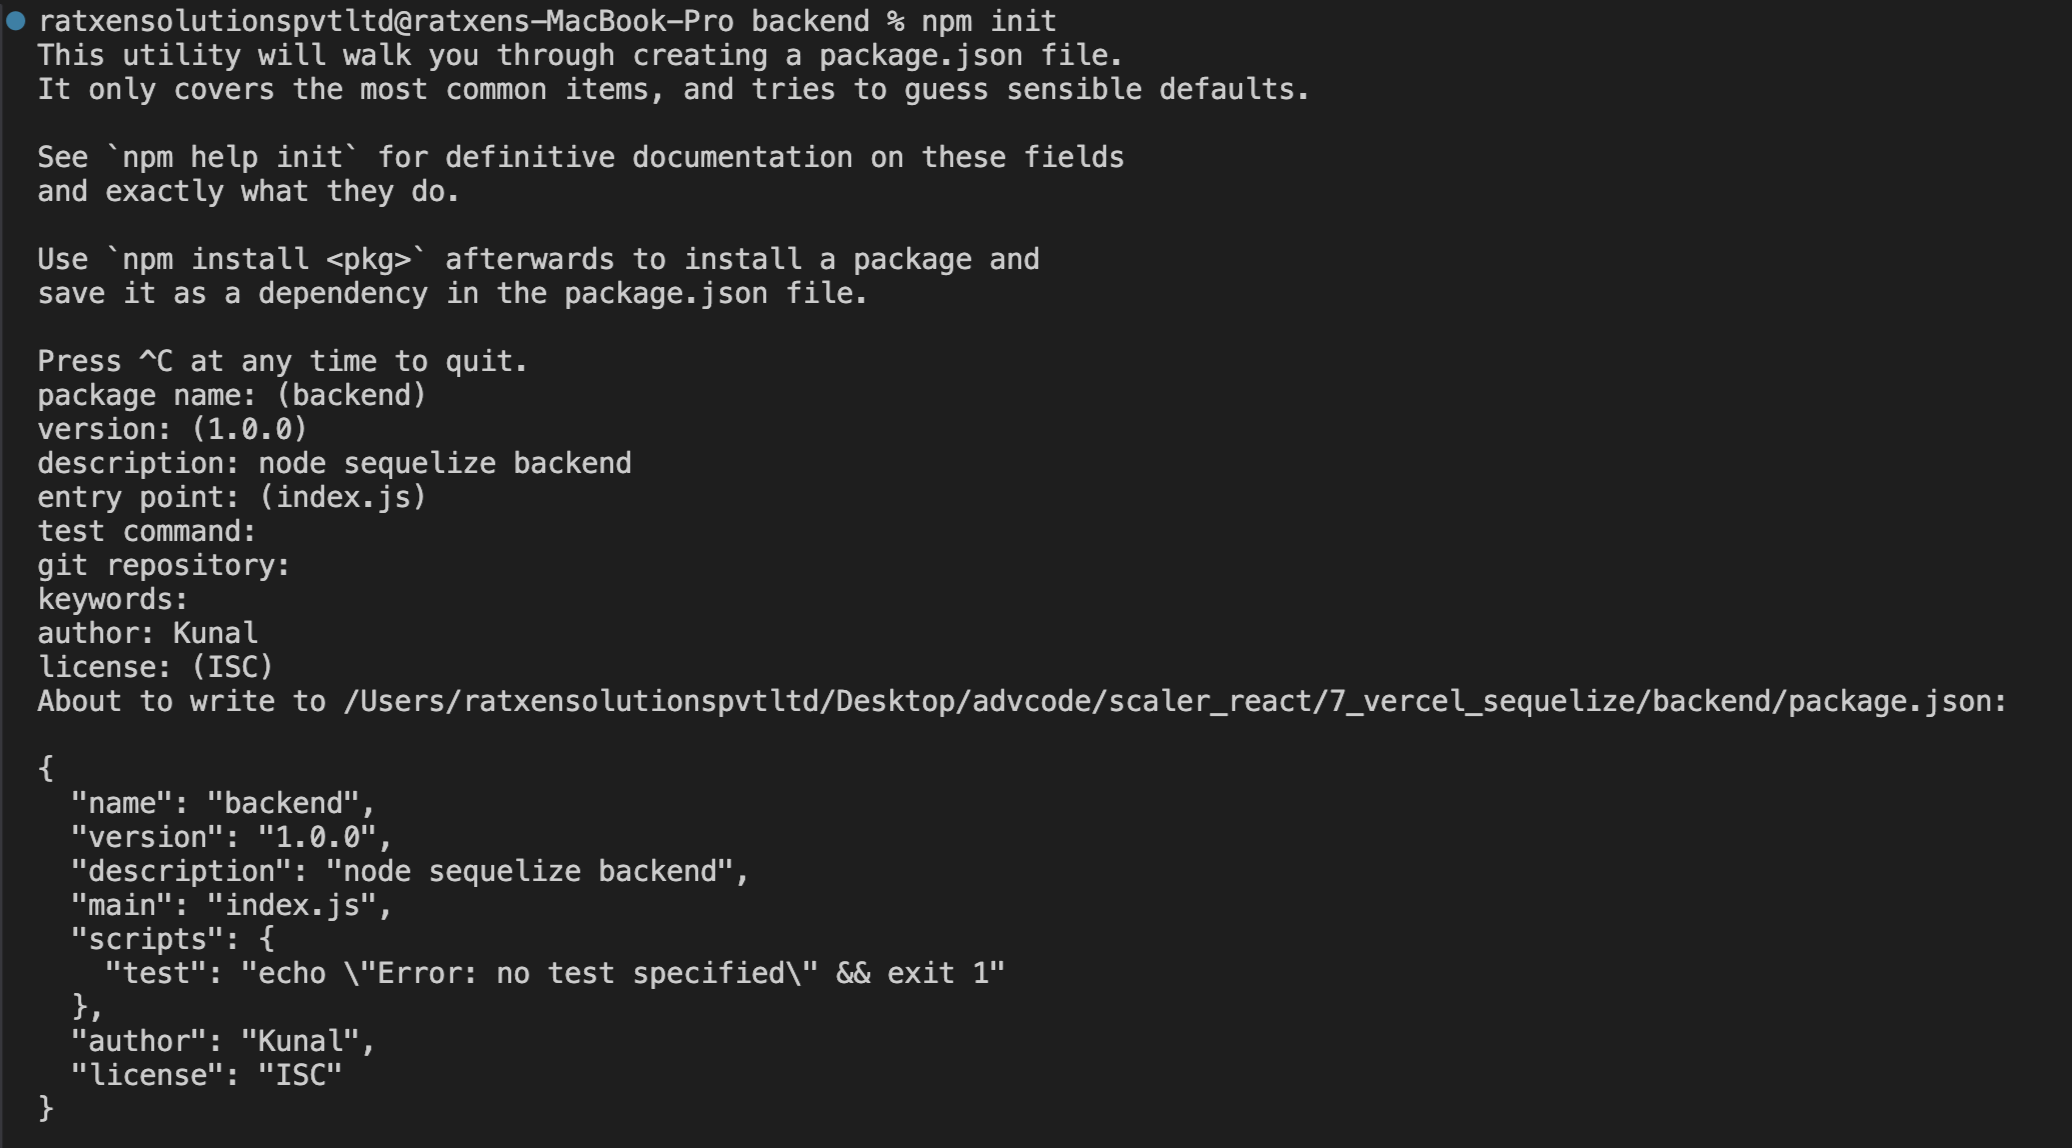 ratxensolutionspvtltd@ratxens-MacBook-Pro backend % npm init
This utility will walk you through creating a package.json file.
It only covers the most common items, and tries to guess sensible defaults.

See `npm help init` for definitive documentation on these fields
and exactly what they do.

Use `npm install <pkg>` afterwards to install a package and
save it as a dependency in the package.json file.

Press ^C at any time to quit.
package name: (backend)
version: (1.0.0)
description: node sequelize backend
entry point: (index.js)
test command:
git repository:
keywords:
author: Kunal
license: (ISC)
About to write to /Users/ratxensolutionspvtltd/Desktop/advcode/scaler_react/7_vercel_sequelize/backend/package.json:

{
  "name": "backend",
  "version": "1.0.0",
  "description": "node sequelize backend",
  "main": "index.js",
  "scripts": {
    "test": "echo \"Error: no test specified\" && exit 1"
  },
  "author": "Kunal",
  "license": "ISC"
}